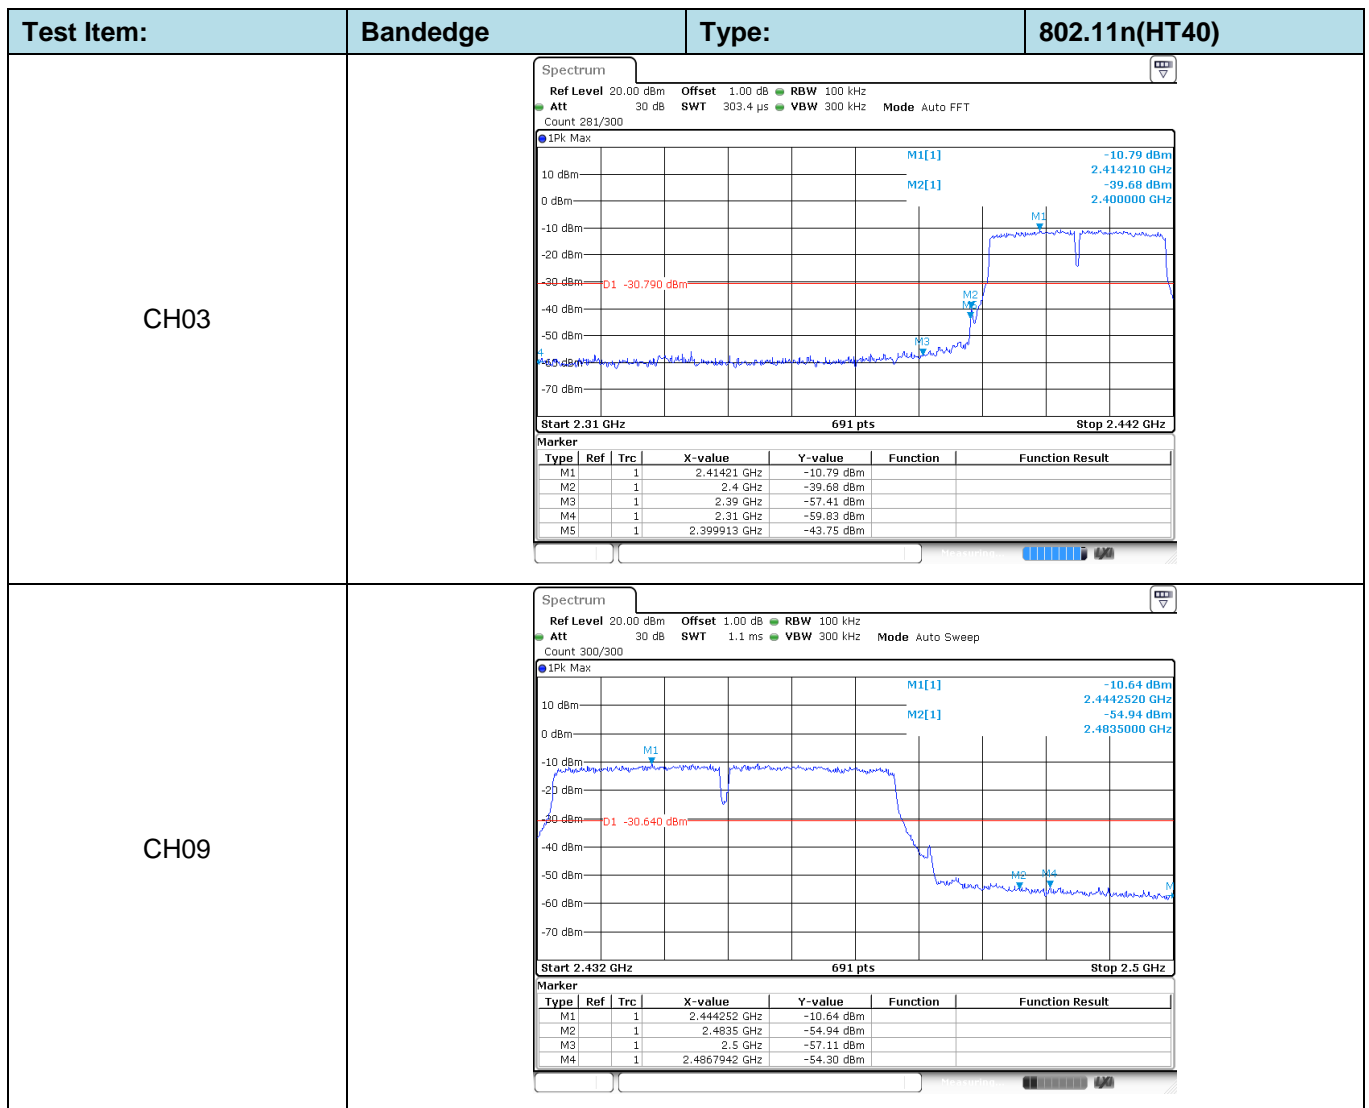 Test Item: Bandedge Type: 802.11n(HT40)
CH03
Spectrum
Ref Level 20.00 dBm Offset 1.00 dB RBW 100 kHz
Att 30 dB SWT 303.4 µs VBW 300 kHz Mode Auto FFT
Count 281/300
1Pk Max
M1[1] -10.79 dBm
2.414210 GHz
M2[1] -39.68 dBm
2.400000 GHz
10 dBm
0 dBm
M1
-10 dBm
-20 dBm
-30 dBm
D1 -30.790 dBm
M2
M5
-40 dBm
-50 dBm
M3
4
-60 dBm
-70 dBm
Start 2.31 GHz 691 pts Stop 2.442 GHz
Marker
Type Ref Trc X-value Y-value Function Function Result
M1 1 2.41421 GHz -10.79 dBm
M2 1 2.4 GHz -39.68 dBm
M3 1 2.39 GHz -57.41 dBm
M4 1 2.31 GHz -59.83 dBm
M5 1 2.399913 GHz -43.75 dBm
Measuring...
CH09
Spectrum
Ref Level 20.00 dBm Offset 1.00 dB RBW 100 kHz
Att 30 dB SWT 1.1 ms VBW 300 kHz Mode Auto Sweep
Count 300/300
1Pk Max
M1[1] -10.64 dBm
2.4442520 GHz
M2[1] -54.94 dBm
2.4835000 GHz
10 dBm
0 dBm
M1
-10 dBm
-20 dBm
-30 dBm
D1 -30.640 dBm
-40 dBm
-50 dBm
M2 M4
M
-60 dBm
-70 dBm
Start 2.432 GHz 691 pts Stop 2.5 GHz
Marker
Type Ref Trc X-value Y-value Function Function Result
M1 1 2.444252 GHz -10.64 dBm
M2 1 2.4835 GHz -54.94 dBm
M3 1 2.5 GHz -57.11 dBm
M4 1 2.4867942 GHz -54.30 dBm
Measuring...